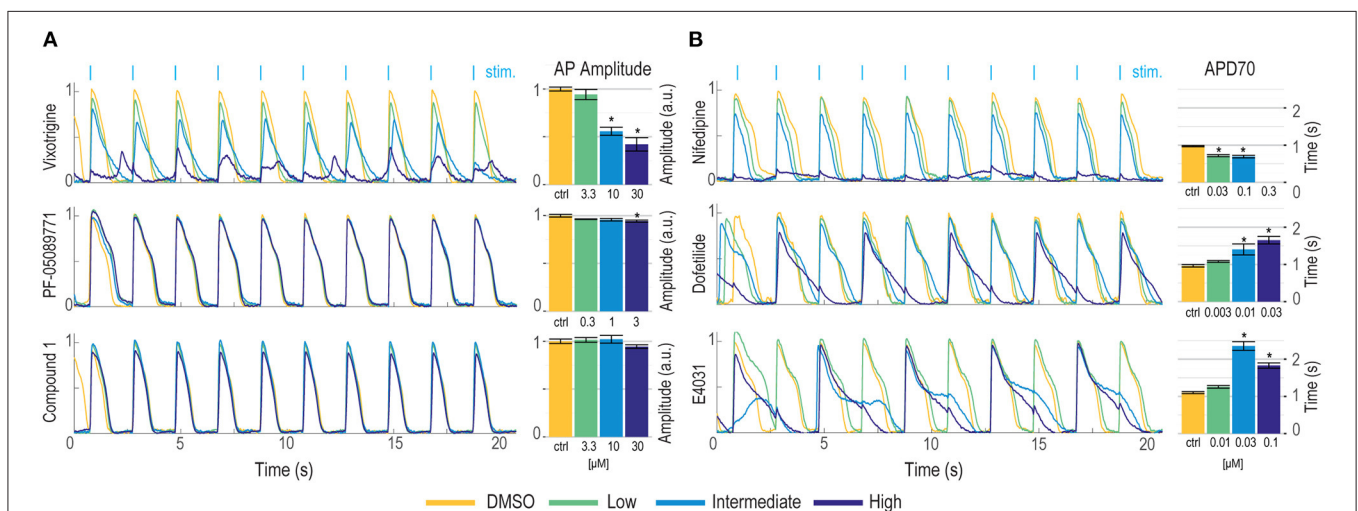 A
stim.
AP Amplitude
Vixotrigine
1
0
1
0
Amplitude (a.u.)
* *
ctrl 3.3 10 30
PF-05089771
1
0
1
Amplitude (a.u.)
*
ctrl 0.3 1 3
Compound 1
1
0 5 10 15 20
Time (s)
1
Amplitude (a.u.)
ctrl 3.3 10 30
[µM]
B
stim.
APD70
Nifedipine
1
0
2
1
0
Time (s)
* *
ctrl 0.03 0.1 0.3
Dofetilide
1
0
2
1
0
Time (s)
* *
ctrl 0.003 0.01 0.03
E4031
1
0 5 10 15 20
Time (s)
2
1
0
Time (s)
* *
ctrl 0.01 0.03 0.1
[µM]
DMSO Low Intermediate High